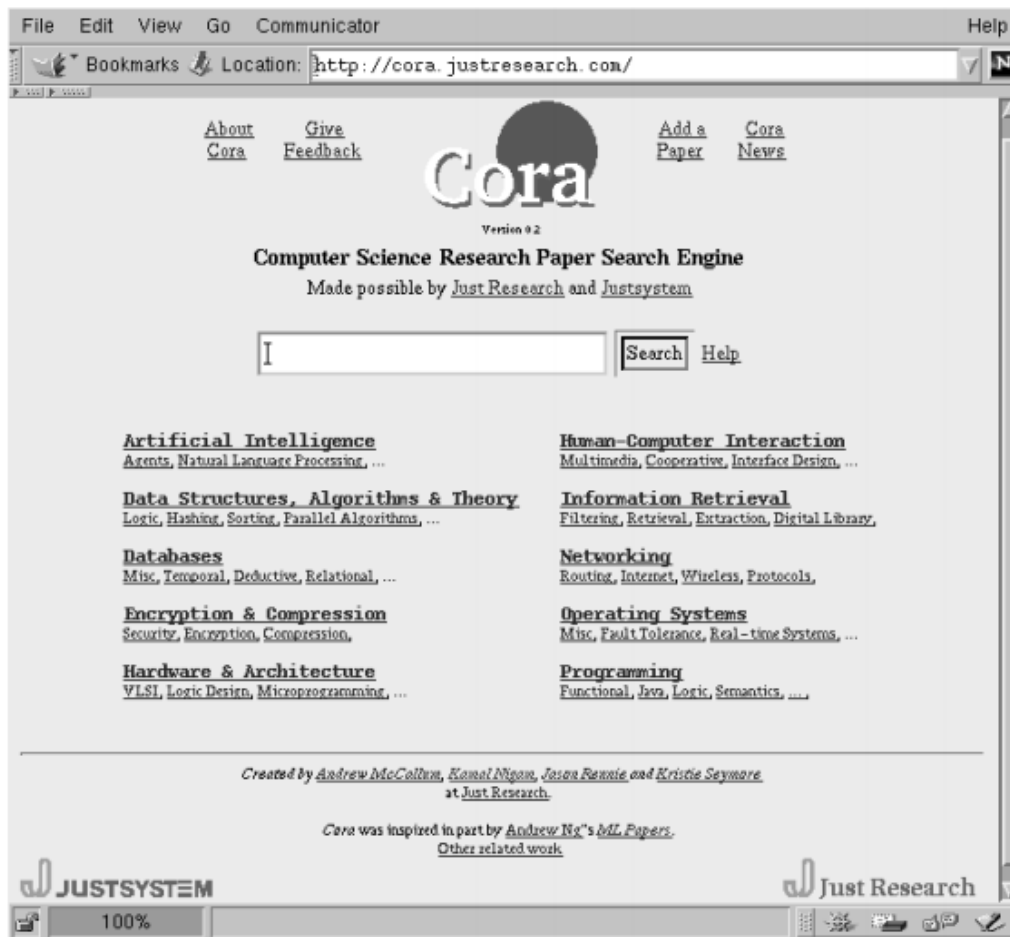 File Edit View Go Communicator Help
Bookmarks Location: http://cora.justresearch.com/
About Cora
Give Feedback
Cora
Add a Paper
Cora News
Version 0.2
Computer Science Research Paper Search Engine
Made possible by Just Research and Justsystem
Search Help
Artificial Intelligence
Agents, Natural Language Processing, ...
Human-Computer Interaction
Multimedia, Cooperative, Interface Design, ...
Data Structures, Algorithms & Theory
Logic, Hashing, Sorting, Parallel Algorithms, ...
Information Retrieval
Filtering, Retrieval, Extraction, Digital Library,
Databases
Misc, Temporal, Deductive, Relational, ...
Networking
Routing, Internet, Wireless, Protocols,
Encryption & Compression
Security, Encryption, Compression,
Operating Systems
Misc, Fault Tolerance, Real-time Systems, ...
Hardware & Architecture
VLSI, Logic Design, Microprogramming, ...
Programming
Functional, Java, Logic, Semantics, ... ,
Created by Andrew McCallum, Kamal Nigam, Jason Rennie and Kristie Seymore
at Just Research.
Cora was inspired in part by Andrew Ng"s ML Papers.
Other related work
JUSTSYSTEM
Just Research
100%